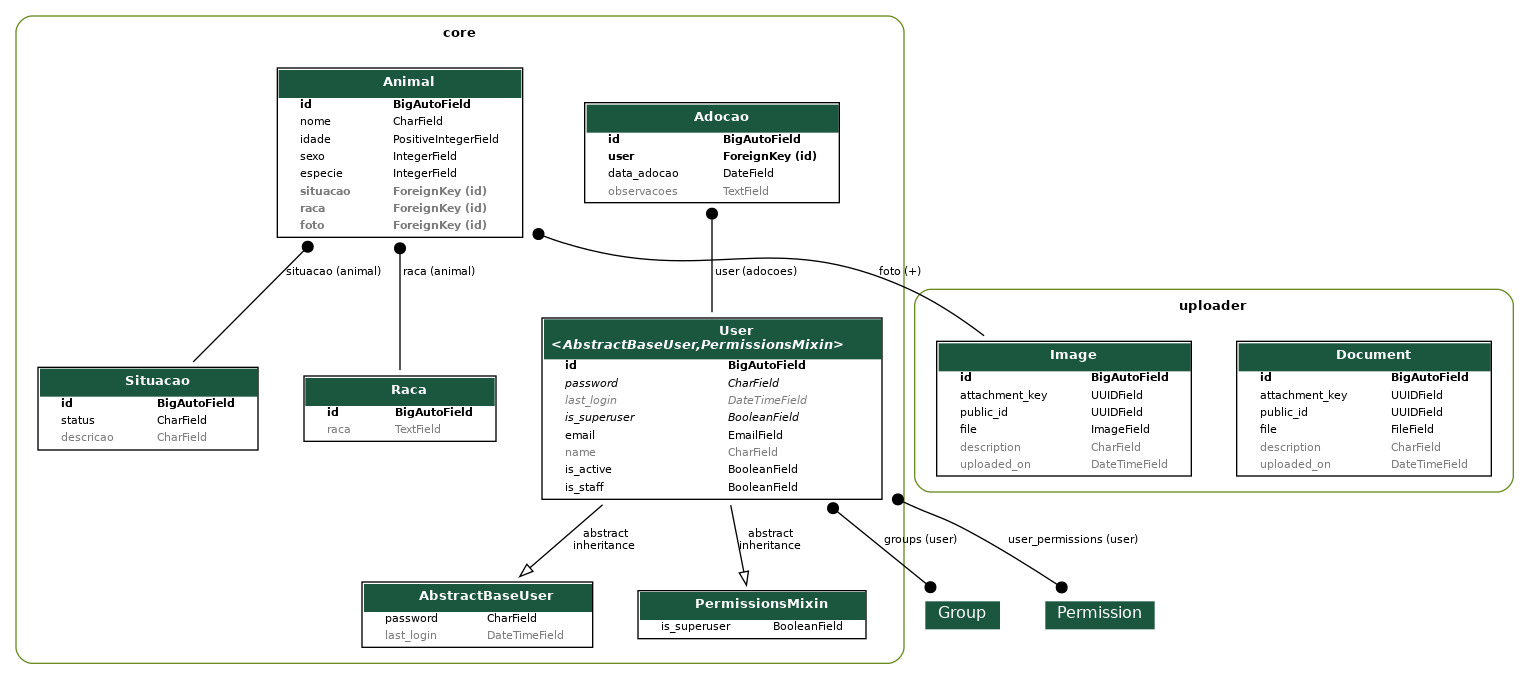 core
Animal
id BigAutoField
nome CharField
idade PositiveIntegerField
sexo IntegerField
especie IntegerField
situacao ForeignKey (id)
raca ForeignKey (id)
foto ForeignKey (id)
Adocao
id BigAutoField
user ForeignKey (id)
data_adocao DateField
observacoes TextField
situacao (animal)
raca (animal)
user (adocoes)
foto (+)
uploader
Situacao
id BigAutoField
status CharField
descricao CharField
Raca
id BigAutoField
raca TextField
User
<AbstractBaseUser,PermissionsMixin>
id BigAutoField
password CharField
last_login DateTimeField
is_superuser BooleanField
email EmailField
name CharField
is_active BooleanField
is_staff BooleanField
Image
id BigAutoField
attachment_key UUIDField
public_id UUIDField
file ImageField
description CharField
uploaded_on DateTimeField
Document
id BigAutoField
attachment_key UUIDField
public_id UUIDField
file FileField
description CharField
uploaded_on DateTimeField
abstract
inheritance
abstract
inheritance
groups (user)
user_permissions (user)
AbstractBaseUser
password CharField
last_login DateTimeField
PermissionsMixin
is_superuser BooleanField
Group
Permission